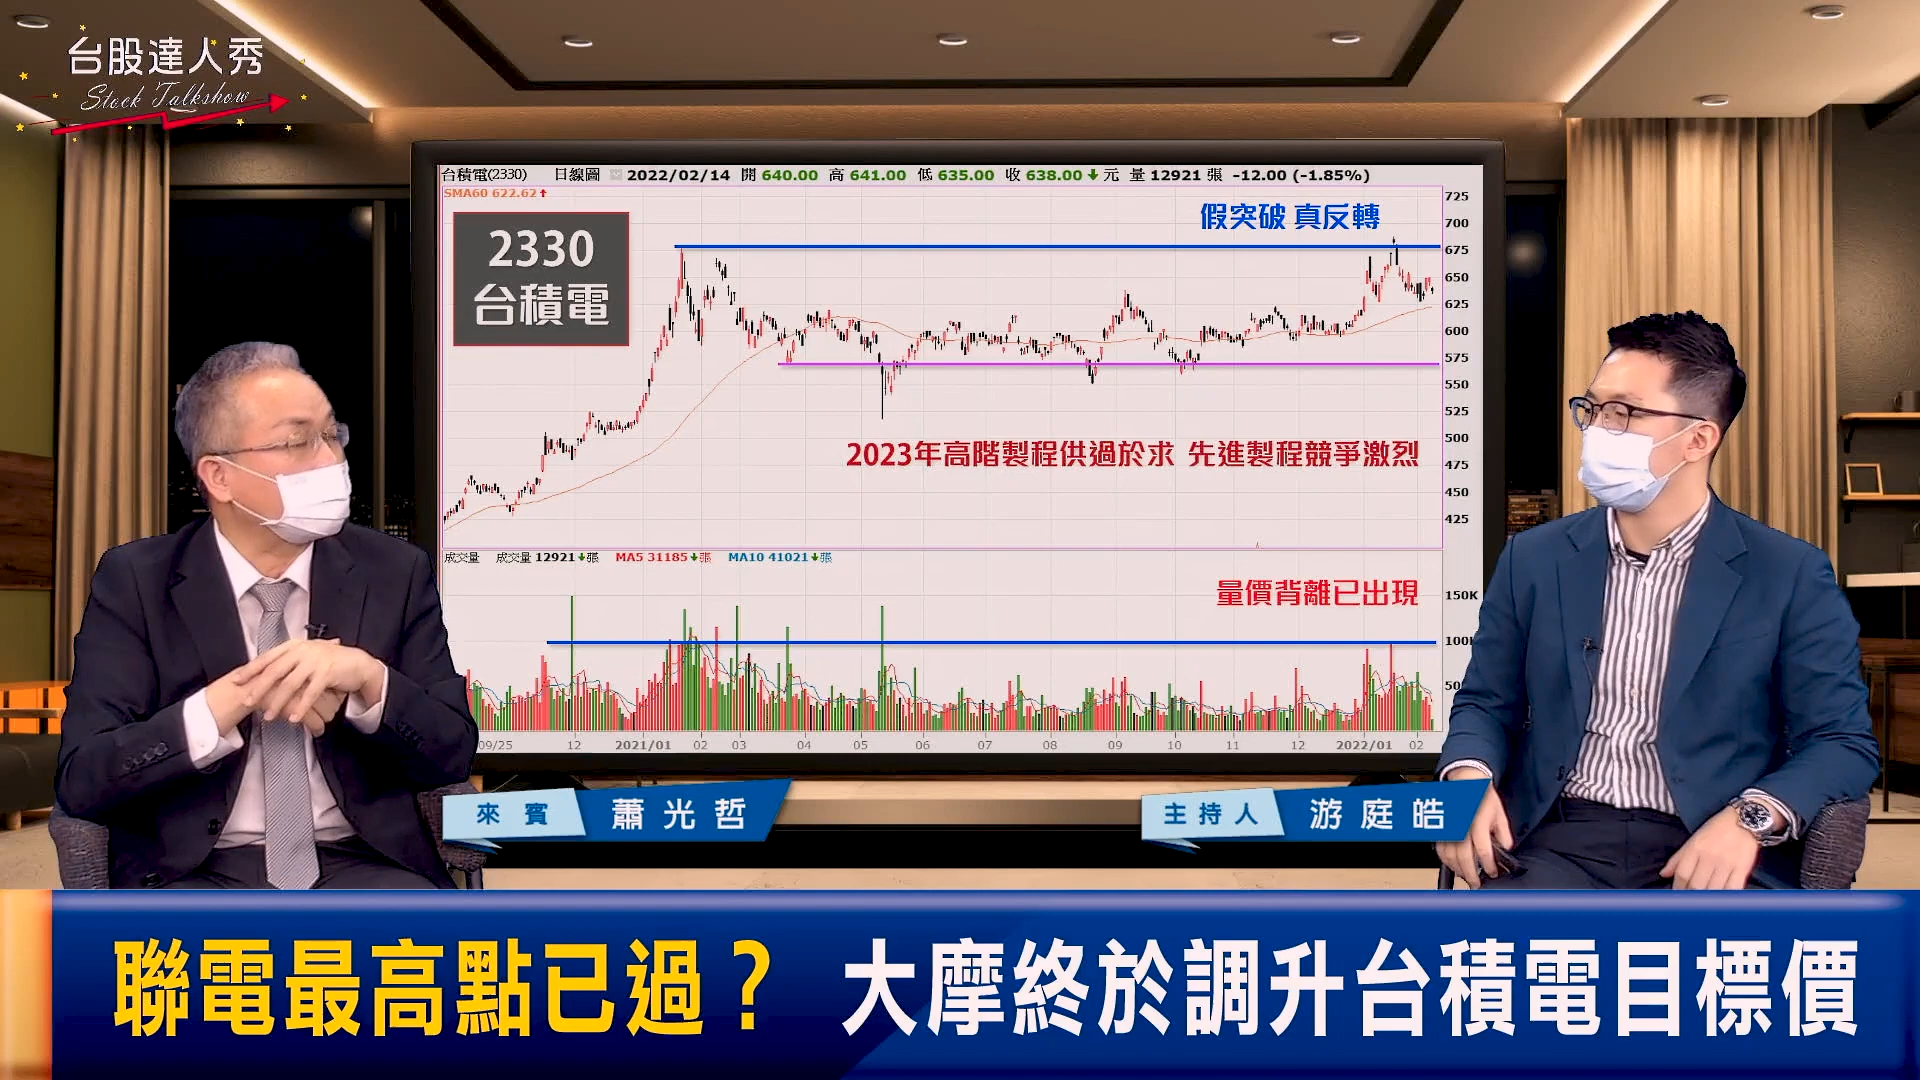 台股達人秀
Stock Talkshow
台積電(2330) 日線圖 2022/02/14 開 640.00 高 641.00 低 635.00 收 638.00 元 量 12921 張 -12.00 (-1.85%)
SMA60 622.62
2330
台積電
假突破 真反轉
2023年高階製程供過於求 先進製程競爭激烈
725
700
675
650
625
600
575
550
525
500
475
450
425
成交量 成交量 12921 張 MA5 31185 張 MA10 41021 張
量價背離已出現
150K
100K
50
09/25 12 2021/01 02 03 04 05 06 07 08 09 10 11 12 2022/01 02
來賓 蕭光哲
主持人 游庭皓
聯電最高點已過？ 大摩終於調升台積電目標價